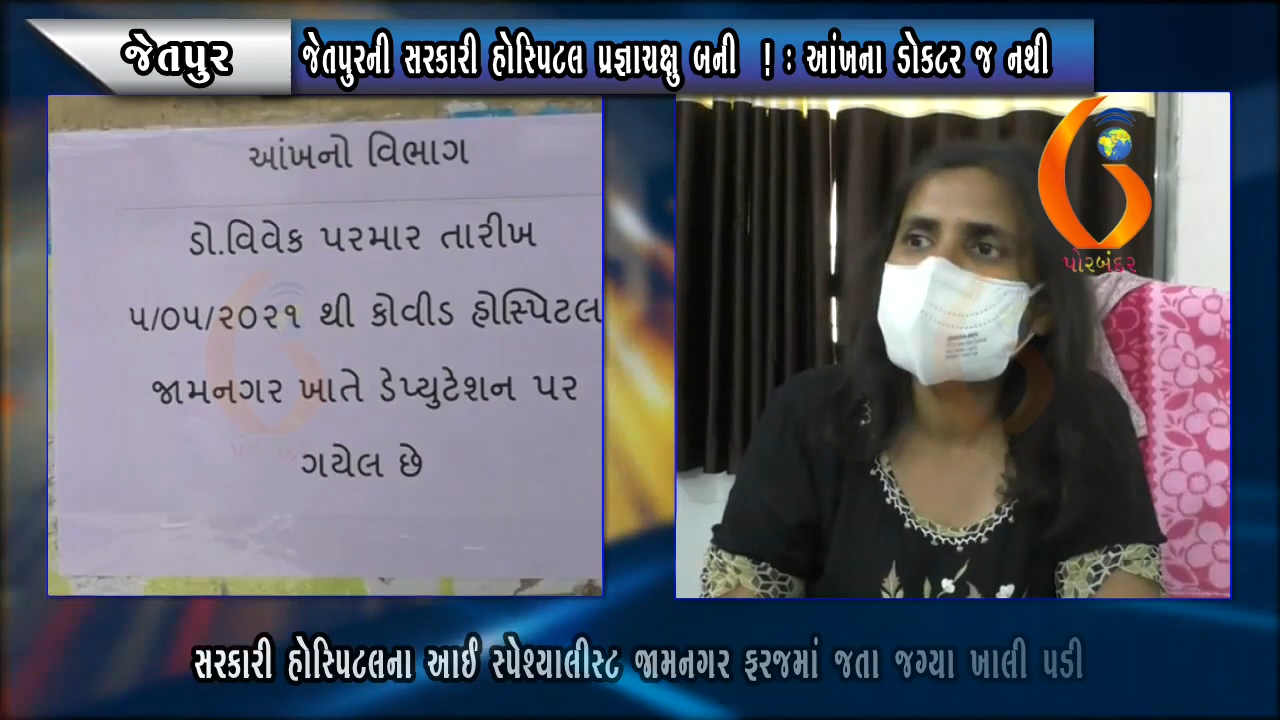 જેતપુર
જેતપુરની સરકારી હોસ્પિટલ પ્રજ્ઞાચક્ષુ બની ! : આંખના ડોકટર જ નથી
આંખનો વિભાગ
ડો.વિવેક પરમાર તારીખ
૫/૦૫/૨૦૨૧ થી કોવીડ હોસ્પિટલ
જામનગર ખાતે ડેપ્યુટેશન પર
ગયેલ છે
પોરબંદર
સરકારી હોસ્પિટલના આઈ સ્પેશ્યાલીસ્ટ જામનગર ફરજમાં જતા જગ્યા ખાલી પડી